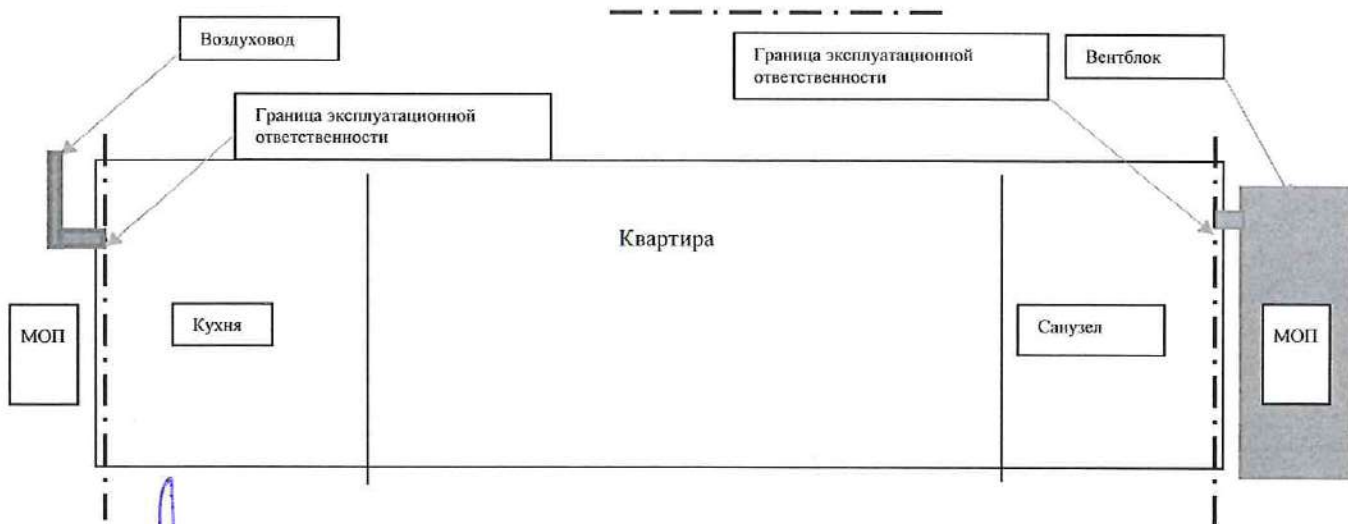 Воздуховод
Граница эксплуатационной
ответственности
Вентблок
Граница эксплуатационной
ответственности
Квартира
МОП
Кухня
Санузел
МОП